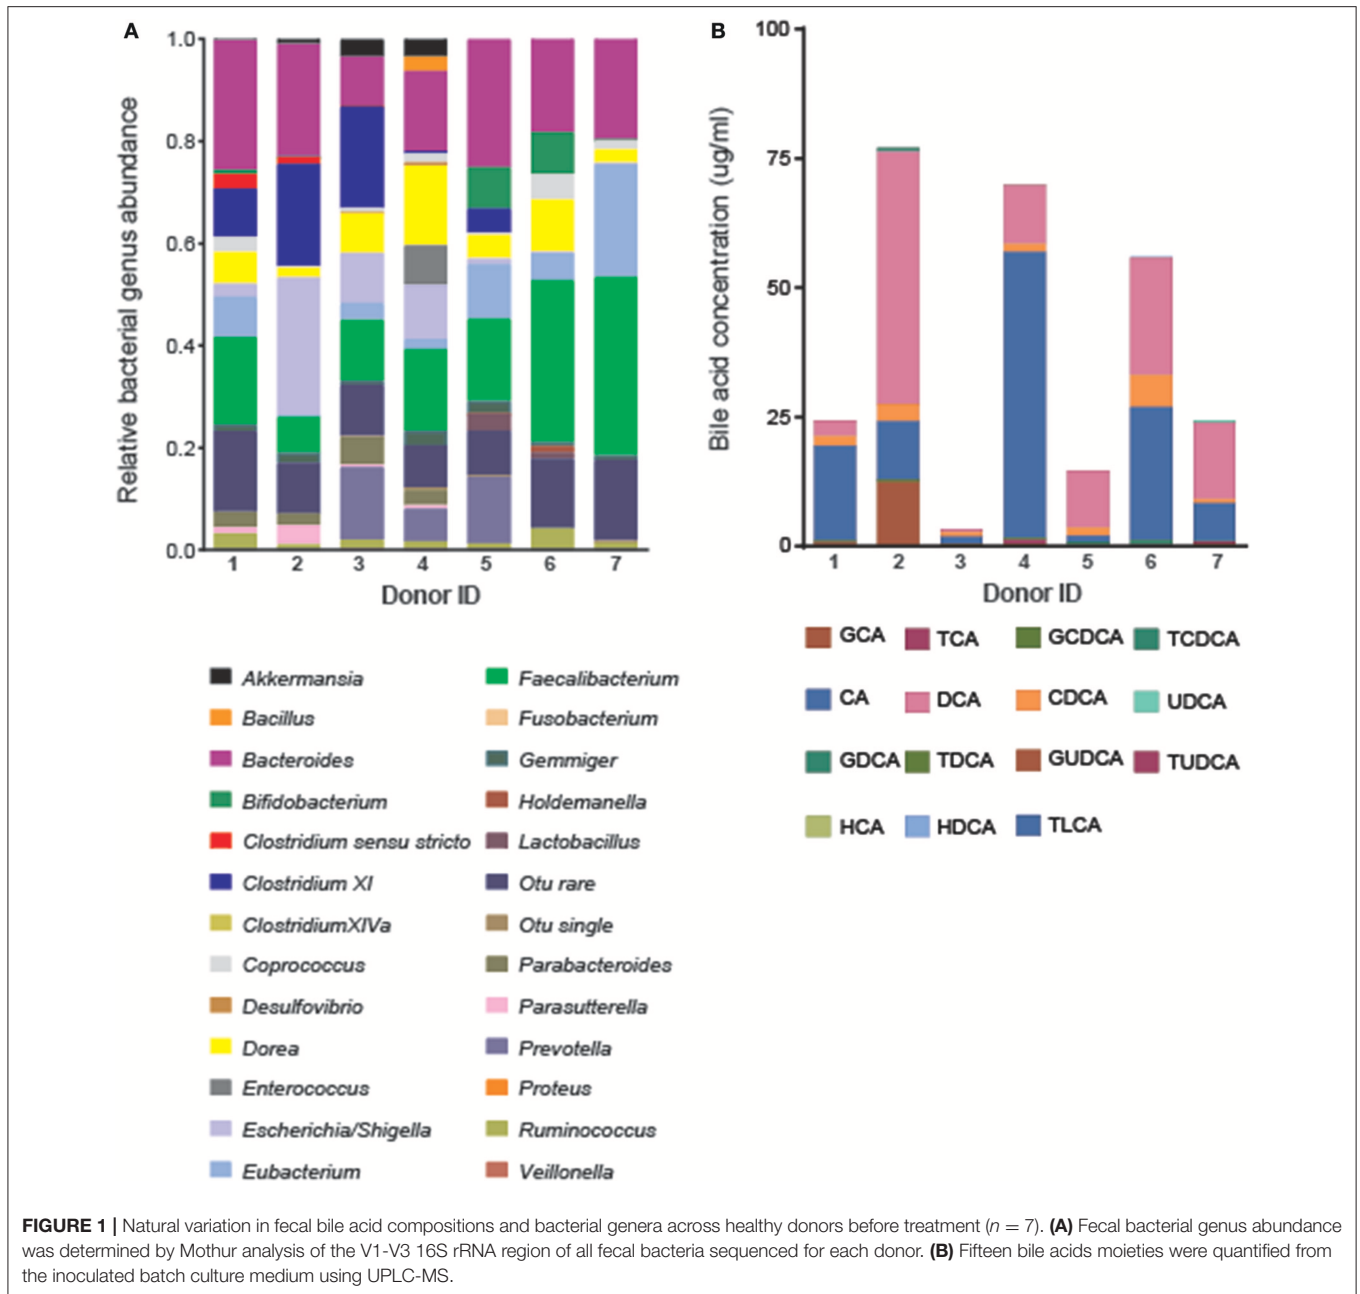 A
Relative bacterial genus abundance
1.0
0.8
0.6
0.4
0.2
0.0
1 2 3 4 5 6 7
Donor ID
Akkermansia
Bacillus
Bacteroides
Bifidobacterium
Clostridium sensu stricto
Clostridium XI
ClostridiumXIVa
Coprococcus
Desulfovibrio
Dorea
Enterococcus
Escherichia/Shigella
Eubacterium
Faecalibacterium
Fusobacterium
Gemmiger
Holdemanella
Lactobacillus
Otu rare
Otu single
Parabacteroides
Parasutterella
Prevotella
Proteus
Ruminococcus
Veillonella
B
Bile acid concentration (ug/ml)
100
75
50
25
0
1 2 3 4 5 6 7
Donor ID
GCA TCA GCDCA TCDCA
CA DCA CDCA UDCA
GDCA TDCA GUDCA TUDCA
HCA HDCA TLCA
FIGURE 1 | Natural variation in fecal bile acid compositions and bacterial genera across healthy donors before treatment (n = 7). (A) Fecal bacterial genus abundance
was determined by Mothur analysis of the V1-V3 16S rRNA region of all fecal bacteria sequenced for each donor. (B) Fifteen bile acids moieties were quantified from
the inoculated batch culture medium using UPLC-MS.